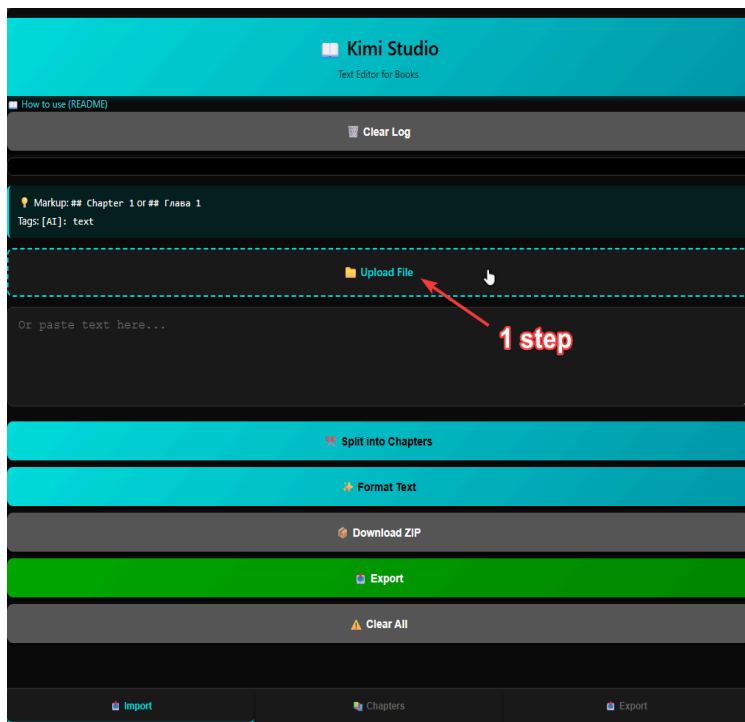 Kimi Studio
Text Editor for Books
How to use (README)
Clear Log
Markup: ## Chapter 1 or ## Глава 1
Tags: [AI]: text
Upload File
Or paste text here...
1 step
Split into Chapters
Format Text
Download ZIP
Export
Clear All
Import
Chapters
Export